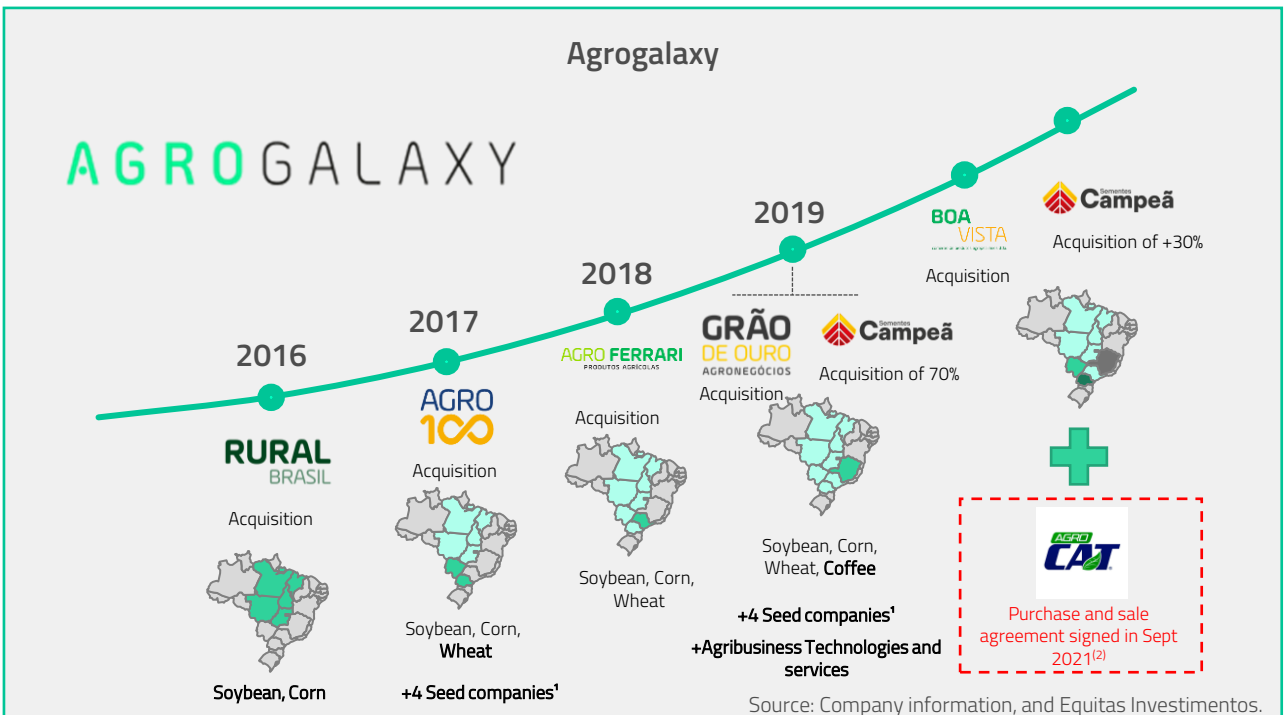 Agrogalaxy
AGROGALAXY
2016
RURAL
BRASIL
Acquisition
Soybean, Corn
2017
AGRO
100
Acquisition
Soybean, Corn,
Wheat
+4 Seed companies¹
2018
AGRO FERRARI
PRODUTOS AGRÍCOLAS
Acquisition
Soybean, Corn,
Wheat
2019
GRÃO
DE OURO
AGRONEGÓCIOS
Acquisition
Sementes
Campeã
Acquisition of 70%
Soybean, Corn,
Wheat, Coffee
+4 Seed companies¹
+Agribusiness Technologies and
services
BOA
VISTA
Acquisition
Sementes
Campeã
Acquisition of +30%
AGRO
CAT
Purchase and sale
agreement signed in Sept
2021⁽²⁾
Source: Company information, and Equitas Investimentos.